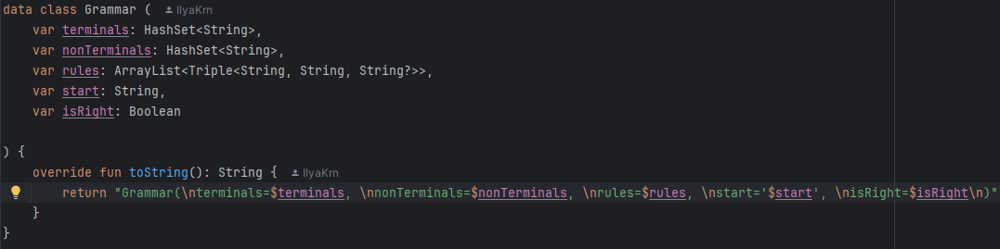 data class Grammar ( IlyaKrn
    var terminals: HashSet<String>,
    var nonTerminals: HashSet<String>,
    var rules: ArrayList<Triple<String, String, String?>>,
    var start: String,
    var isRight: Boolean
) {
    override fun toString(): String { IlyaKrn
        return "Grammar(\nterminals=$terminals, \nnonTerminals=$nonTerminals, \nrules=$rules, \nstart='$start', \nisRight=$isRight\n)"
    }
}